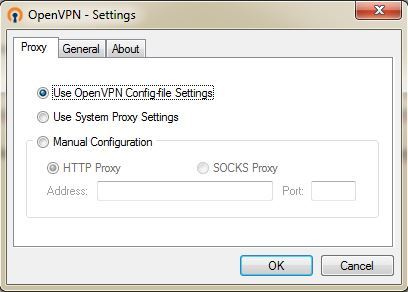 OpenVPN - Settings
Proxy General About
Use OpenVPN Config-file Settings
Use System Proxy Settings
Manual Configuration
HTTP Proxy SOCKS Proxy
Address: Port:
OK Cancel